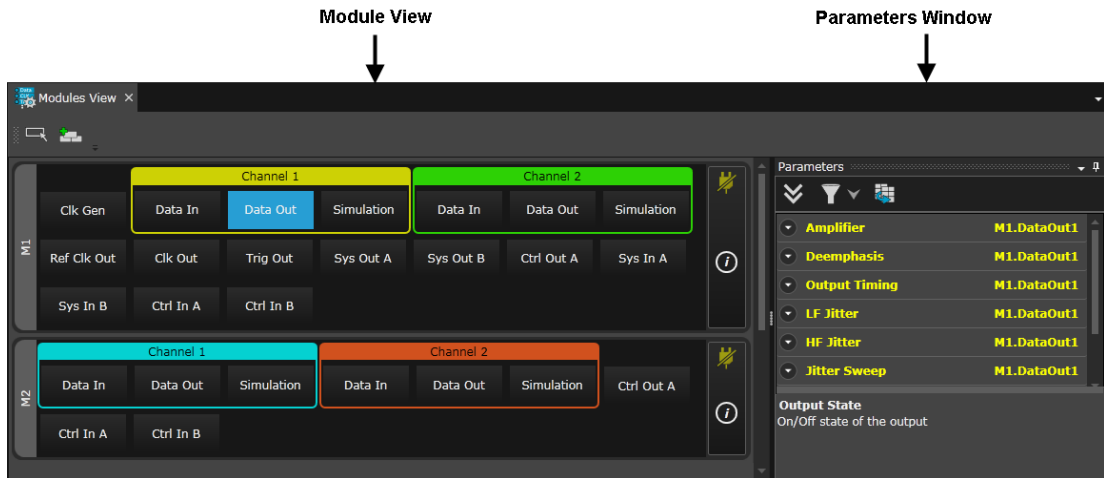 Module View Parameters Window
Modules View
Parameters
Channel 1 Channel 2
Clk Gen Data In Data Out Simulation Data In Data Out Simulation
Amplifier M1.DataOut1
Deemphasis M1.DataOut1
M1
Ref Clk Out Clk Out Trig Out Sys Out A Sys Out B Ctrl Out A Sys In A
Output Timing M1.DataOut1
Sys In B Ctrl In A Ctrl In B
LF Jitter M1.DataOut1
HF Jitter M1.DataOut1
Channel 1 Channel 2
Jitter Sweep M1.DataOut1
M2
Data In Data Out Simulation Data In Data Out Simulation Ctrl Out A
Output State
On/Off state of the output
Ctrl In A Ctrl In B